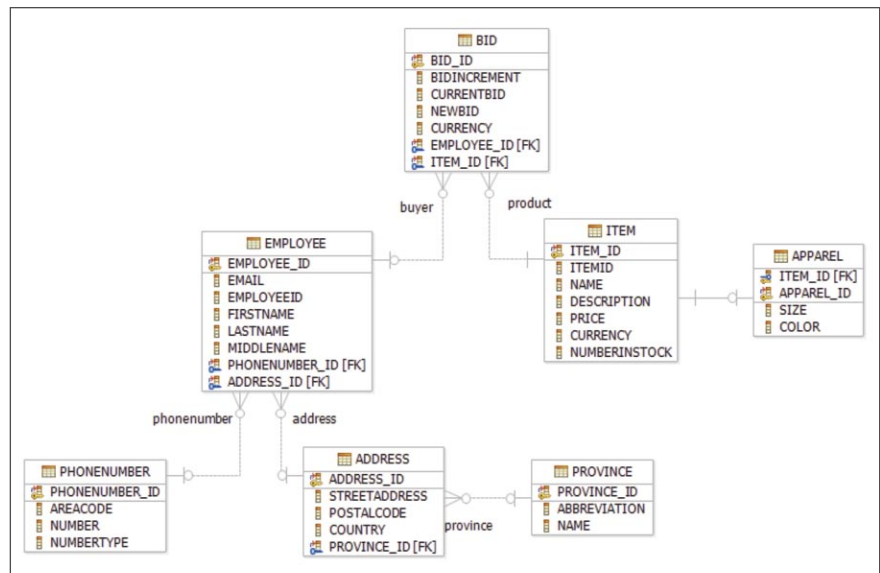 BID
BID_ID
BIDINCREMENT
CURRENTBID
NEWBID
CURRENCY
EMPLOYEE_ID [FK]
ITEM_ID [FK]
buyer
product
EMPLOYEE
EMPLOYEE_ID
EMAIL
EMPLOYEEID
FIRSTNAME
LASTNAME
MIDDLENAME
PHONENUMBER_ID [FK]
ADDRESS_ID [FK]
ITEM
ITEM_ID
ITEMID
NAME
DESCRIPTION
PRICE
CURRENCY
NUMBERINSTOCK
APPAREL
ITEM_ID [FK]
APPAREL_ID
SIZE
COLOR
phonenumber
address
PHONENUMBER
PHONENUMBER_ID
AREACODE
NUMBER
NUMBERTYPE
ADDRESS
ADDRESS_ID
STREETADDRESS
POSTALCODE
COUNTRY
PROVINCE_ID [FK]
province
PROVINCE
PROVINCE_ID
ABBREVIATION
NAME